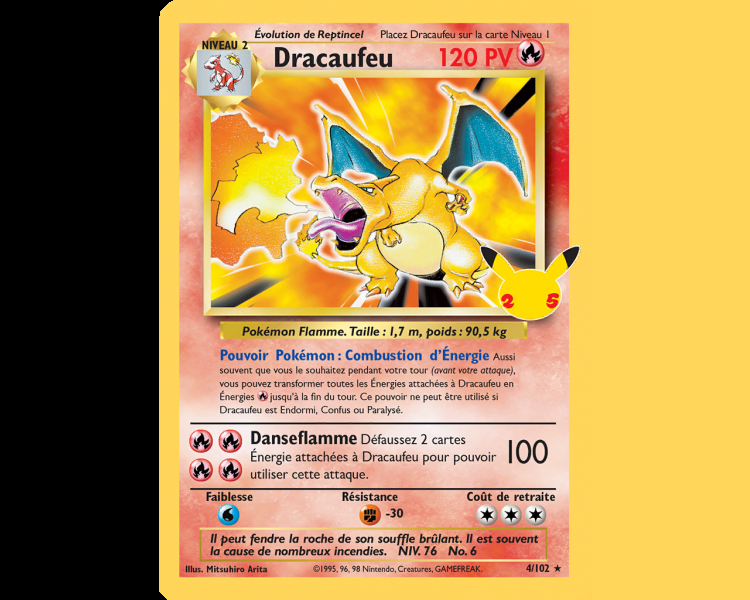 Évolution de Reptincel Placez Dracaufeu sur la carte Niveau 1
NIVEAU 2
Dracaufeu 120 PV
25
Pokémon Flamme. Taille : 1,7 m, poids : 90,5 kg
Pouvoir Pokémon : Combustion d'Énergie Aussi
souvent que vous le souhaitez pendant votre tour (avant votre attaque),
vous pouvez transformer toutes les Énergies attachées à Dracaufeu en
Énergies jusqu'à la fin du tour. Ce pouvoir ne peut être utilisé si
Dracaufeu est Endormi, Confus ou Paralysé.
Danseflamme Défaussez 2 cartes
Énergie attachées à Dracaufeu pour pouvoir 100
utiliser cette attaque.
Faiblesse Résistance Coût de retraite
-30
Il peut fendre la roche de son souffle brûlant. Il est souvent
la cause de nombreux incendies. NIV. 76 No. 6
Illus. Mitsuhiro Arita ©1995, 96, 98 Nintendo, Creatures, GAMEFREAK. 4/102 ★